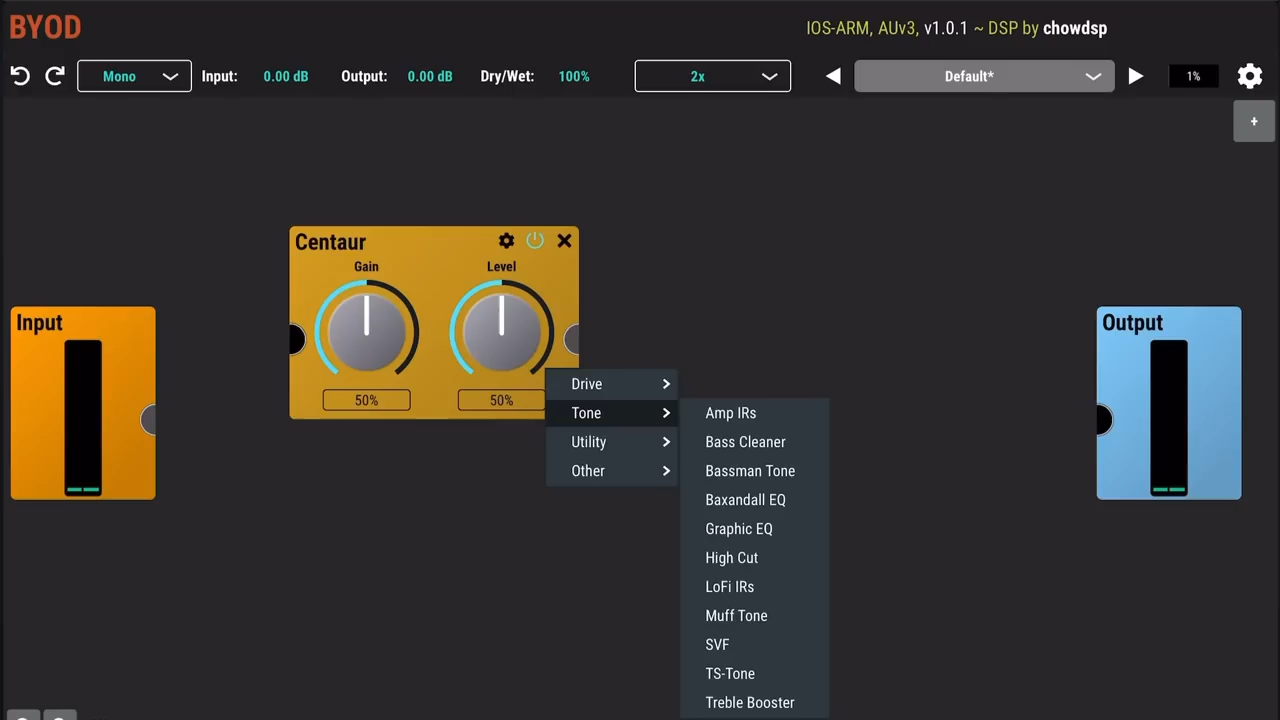 BYOD
IOS-ARM, AUv3, v1.0.1 ~ DSP by chowdsp
Mono Input: 0.00 dB Output: 0.00 dB Dry/Wet: 100% 2x Default* 1%
+
Centaur
Gain Level
50% 50%
Input
Output
Drive
Tone
Utility
Other
Amp IRs
Bass Cleaner
Bassman Tone
Baxandall EQ
Graphic EQ
High Cut
LoFi IRs
Muff Tone
SVF
TS-Tone
Treble Booster